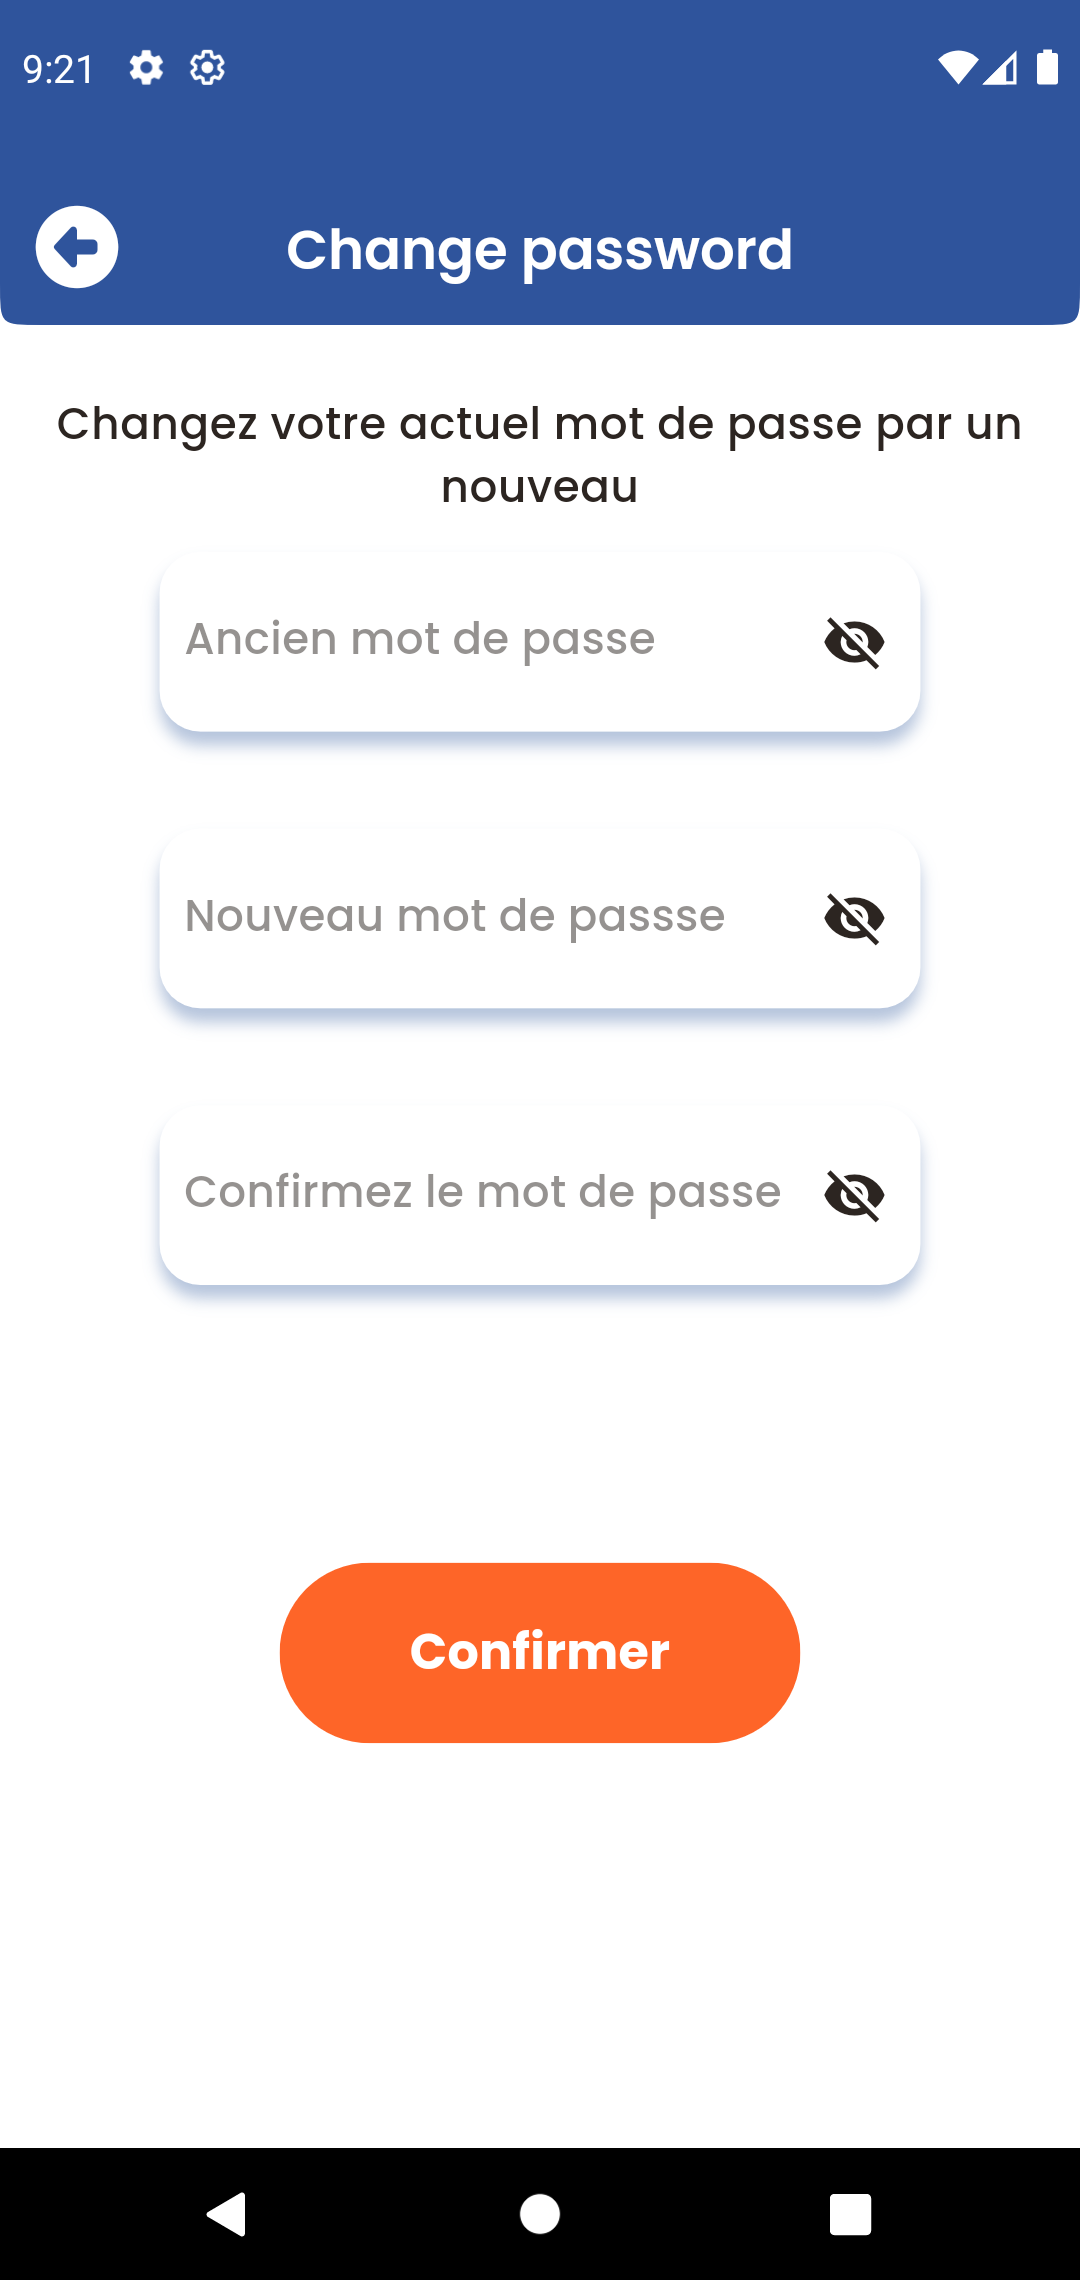 9:21
Change password
Changez votre actuel mot de passe par un
nouveau
Ancien mot de passe
Nouveau mot de passse
Confirmez le mot de passe
Confirmer